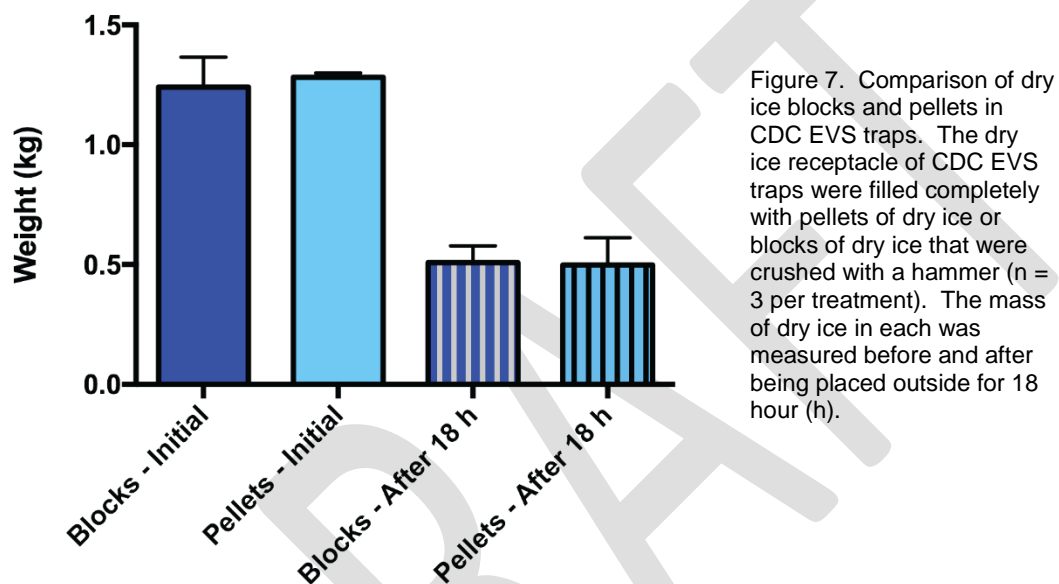 1.5
1.0
0.5
0.0
Weight (kg)
Blocks - Initial
Pellets - Initial
Blocks - After 18 h
Pellets - After 18 h
Figure 7. Comparison of dry
ice blocks and pellets in
CDC EVS traps. The dry
ice receptacle of CDC EVS
traps were filled completely
with pellets of dry ice or
blocks of dry ice that were
crushed with a hammer (n =
3 per treatment). The mass
of dry ice in each was
measured before and after
being placed outside for 18
hour (h).
DRAFT